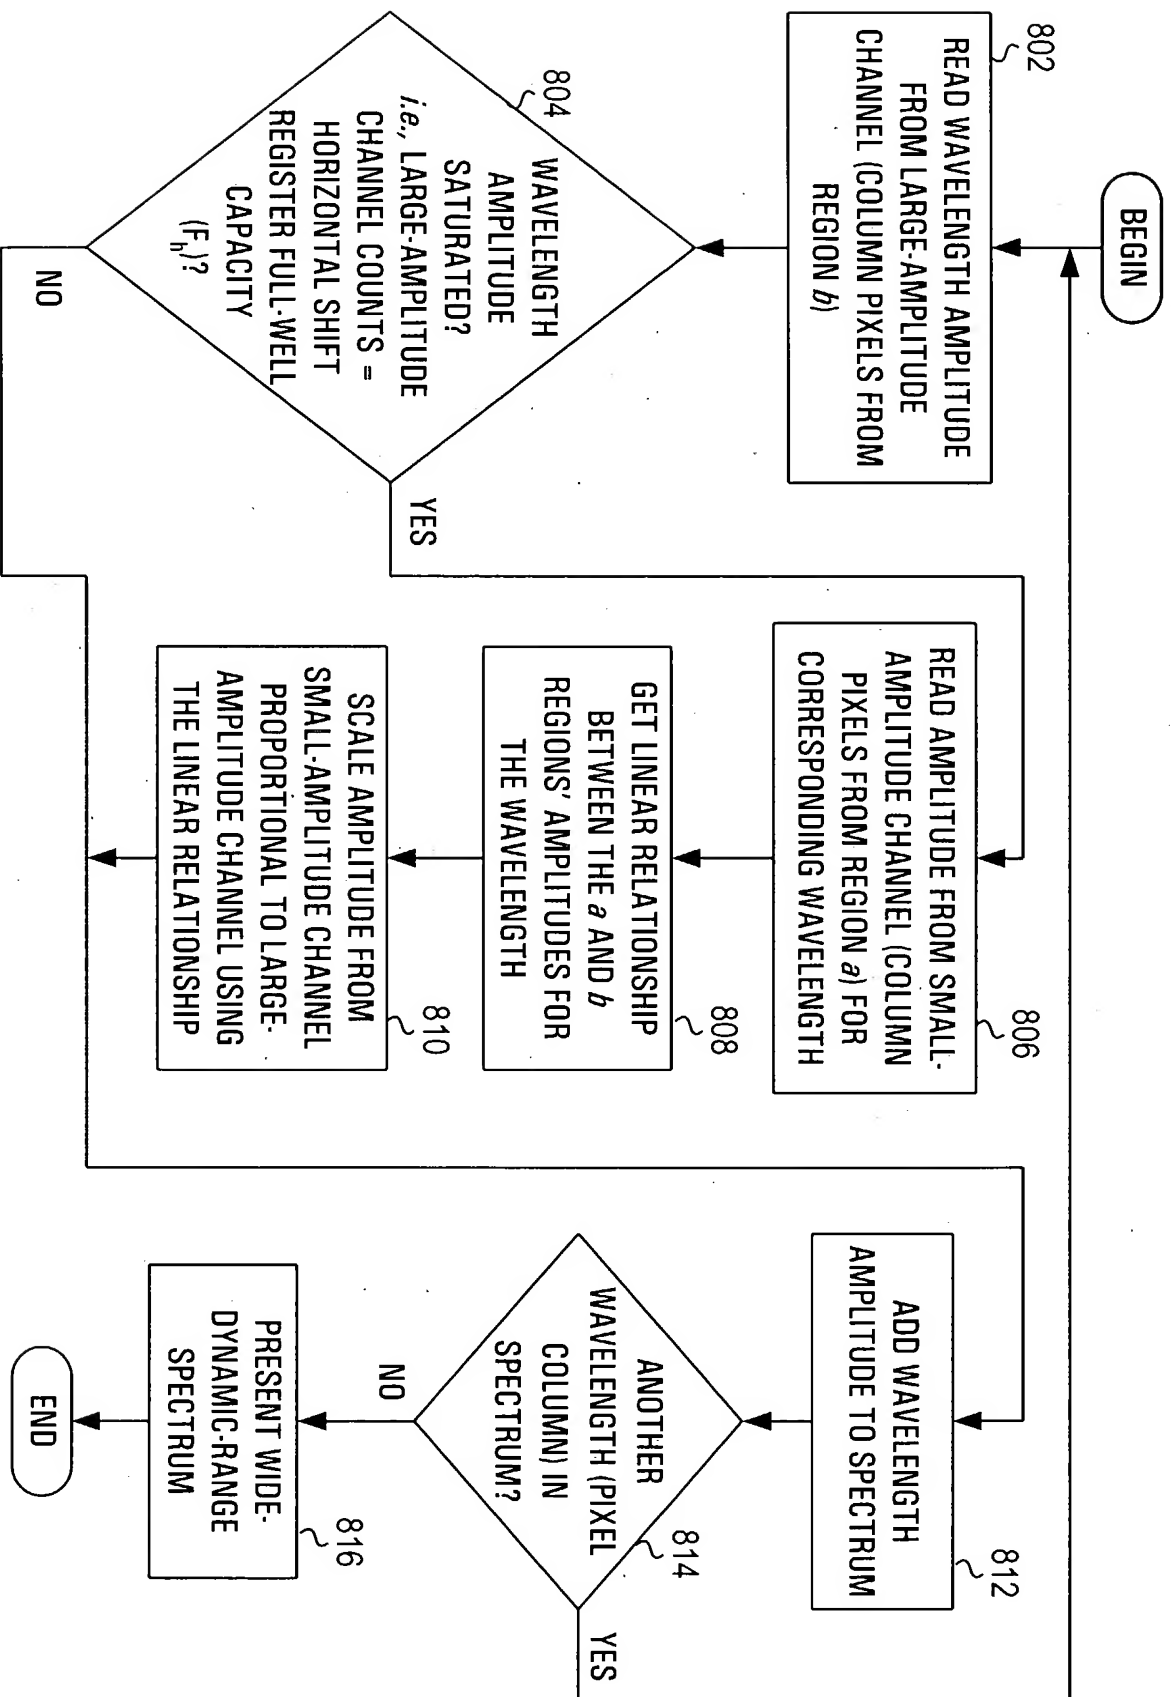 BEGIN
802
READ WAVELENGTH AMPLITUDE
FROM LARGE-AMPLITUDE
CHANNEL (COLUMN PIXELS FROM
REGION b)
804
WAVELENGTH
AMPLITUDE
SATURATED?
i.e., LARGE-AMPLITUDE
CHANNEL COUNTS =
HORIZONTAL SHIFT
REGISTER FULL-WELL
CAPACITY
(Fh)?
NO
YES
806
READ AMPLITUDE FROM SMALL-
AMPLITUDE CHANNEL (COLUMN
PIXELS FROM REGION a) FOR
CORRESPONDING WAVELENGTH
808
GET LINEAR RELATIONSHIP
BETWEEN THE a AND b
REGIONS' AMPLITUDES FOR
THE WAVELENGTH
810
SCALE AMPLITUDE FROM
SMALL-AMPLITUDE CHANNEL
PROPORTIONAL TO LARGE-
AMPLITUDE CHANNEL USING
THE LINEAR RELATIONSHIP
812
ADD WAVELENGTH
AMPLITUDE TO SPECTRUM
814
ANOTHER
WAVELENGTH (PIXEL
COLUMN) IN
SPECTRUM?
YES
NO
816
PRESENT WIDE-
DYNAMIC-RANGE
SPECTRUM
END